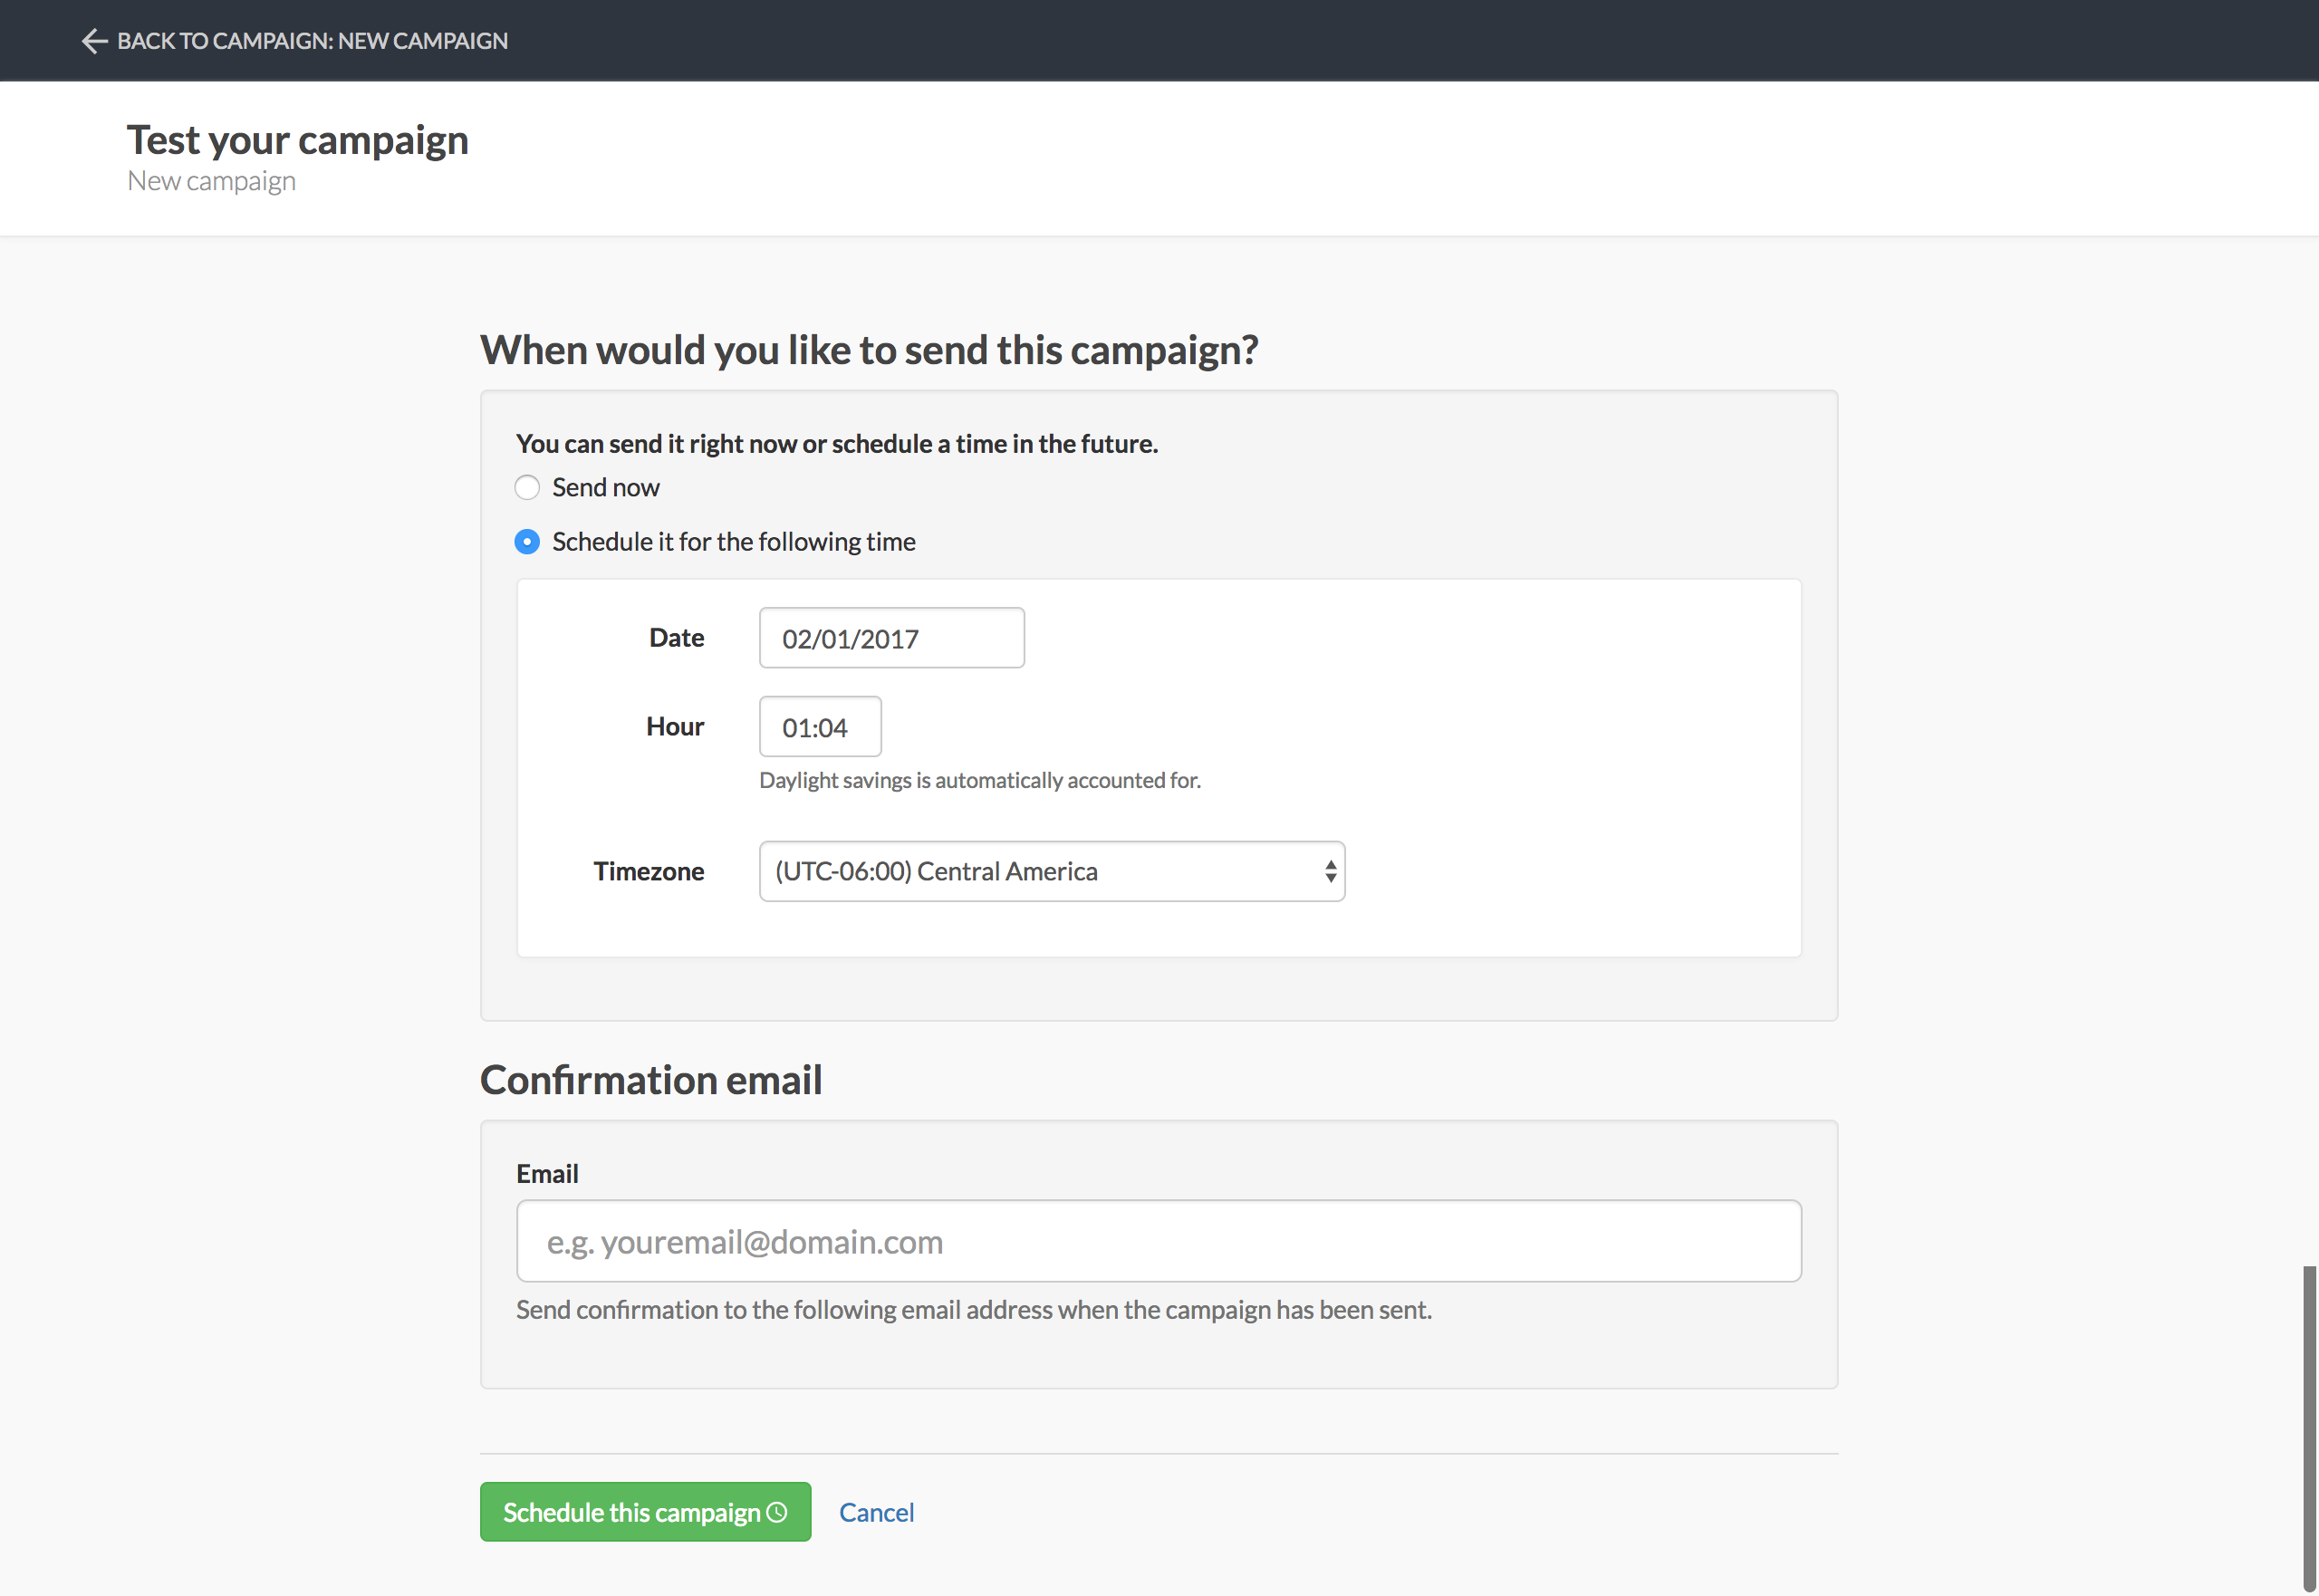 BACK TO CAMPAIGN: NEW CAMPAIGN
Test your campaign
New campaign
When would you like to send this campaign?
You can send it right now or schedule a time in the future.
Send now
Schedule it for the following time
Date 02/01/2017
Hour 01:04
Daylight savings is automatically accounted for.
Timezone (UTC-06:00) Central America
Confirmation email
Email
e.g. youremail@domain.com
Send confirmation to the following email address when the campaign has been sent.
Schedule this campaign Cancel